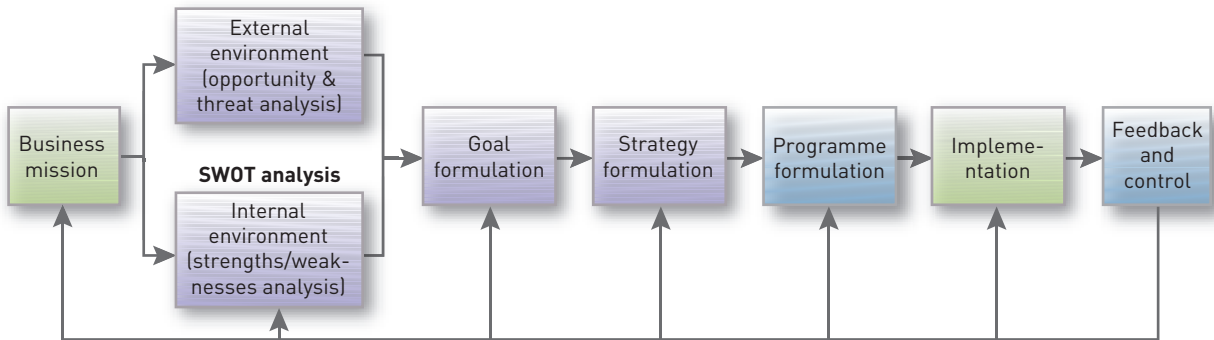 Business
mission
External
environment
(opportunity &
threat analysis)
SWOT analysis
Internal
environment
(strengths/weak-
nesses analysis)
Goal
formulation
Strategy
formulation
Programme
formulation
Impleme-
ntation
Feedback
and
control